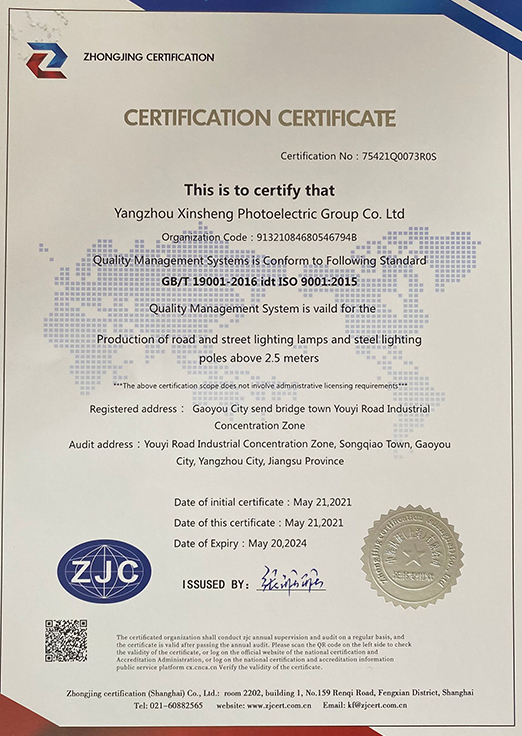 ZHONGJING CERTIFICATION
CERTIFICATION CERTIFICATE
Certification No : 75421Q0073R0S
This is to certify that
Yangzhou Xinsheng Photoelectric Group Co. Ltd
Organization Code : 91321084680546794B
Quality Management Systems is Conform to Following Standard
GB/T 19001-2016 idt ISO 9001:2015
Quality Management System is vaild for the
Production of road and street lighting lamps and steel lighting
poles above 2.5 meters
***The above certification scope does not involve administrative licensing requirements***
Registered address : Gaoyou City send bridge town Youyi Road Industrial
Concentration Zone
Audit address : Youyi Road Industrial Concentration Zone, Songqiao Town, Gaoyou
City, Yangzhou City, Jiangsu Province
Date of initial certificate : May 21,2021
Date of this certificate : May 21,2021
Date of Expiry : May 20,2024
ZJC
ISSUSED BY:
The certificated organization shall conduct zjc annual supervision and audit on a regular basis, and
the certificate is valid after passing the annual audit. Please scan the QR code on the left side to check
the validity of the certificate, or log on the official website of the national certification and
Accreditation Administration, or log on the national certification and accreditation information
public service platform cx.cnca.cn Verify the validity of the certificate.
Zhongjing certification (Shanghai) Co., Ltd.: room 2202, building 1, No.159 Renqi Road, Fengxian District, Shanghai
Tel: 021-60882565 website: www.zjcert.com.cn Email: kf@zjcert.com.cn